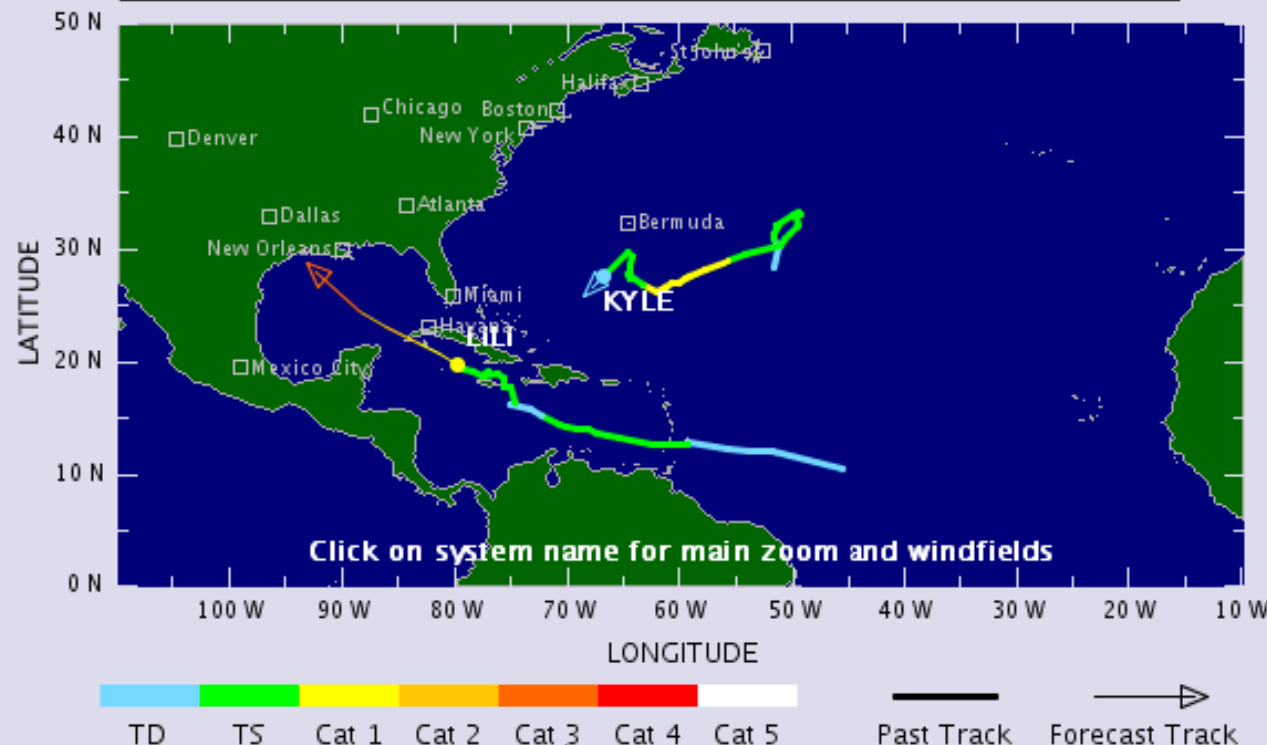 50 N
40 N
30 N
20 N
10 N
0 N
LATITUDE
St John's
Halifax
Chicago
Boston
New York
Denver
Atlanta
Dallas
Bermuda
New Orleans
Miami
KYLE
Havana
LILI
Mexico City
Click on system name for main zoom and windfields
100 W 90 W 80 W 70 W 60 W 50 W 40 W 30 W 20 W 10 W
LONGITUDE
TD TS Cat 1 Cat 2 Cat 3 Cat 4 Cat 5 Past Track Forecast Track